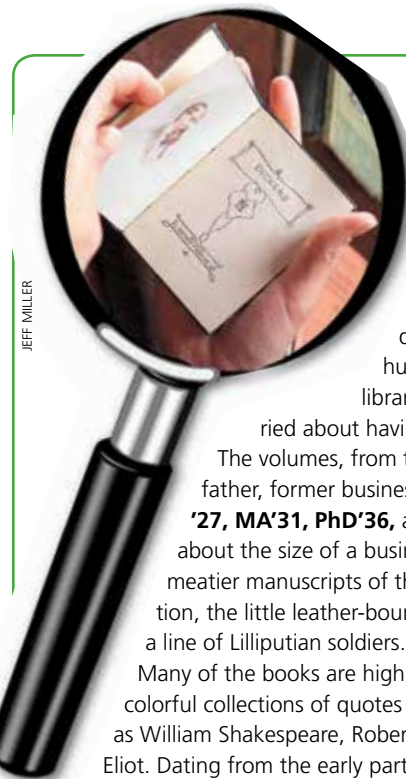 JEFF MILLER
DICKENS
hu
librar
ried about havi
The volumes, from t
father, former busines
’27, MA’31, PhD’36, a
about the size of a busin
meatier manuscripts of th
tion, the little leather-boun
a line of Lilliputian soldiers.
Many of the books are high
colorful collections of quotes
as William Shakespeare, Rober
Eliot. Dating from the early part